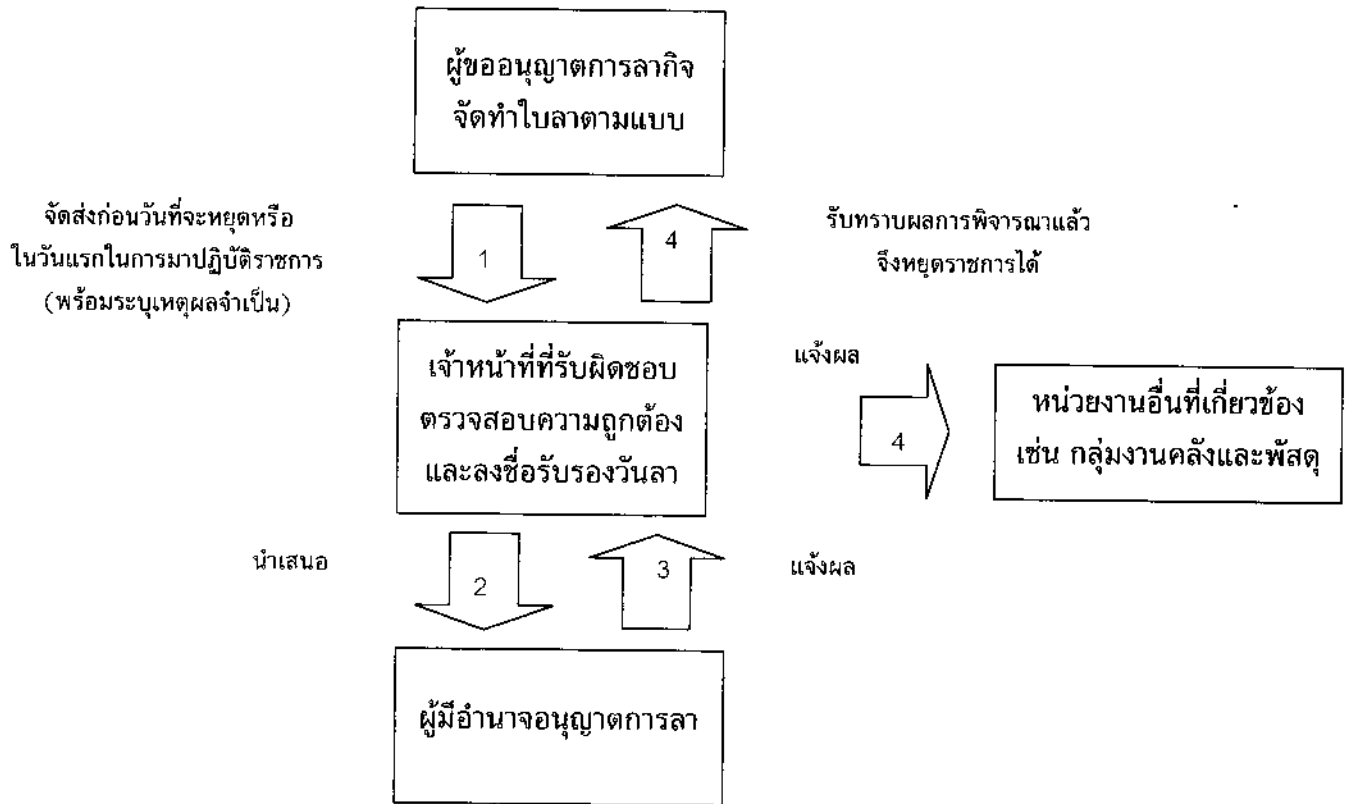 ผู้ขออนุญาตการลากิจ
จัดทำใบลาตามแบบ
จัดส่งก่อนวันที่จะหยุดหรือ
ในวันแรกในการมาปฏิบัติราชการ
(พร้อมระบุเหตุผลจำเป็น)
1
4
รับทราบผลการพิจารณาแล้ว
จึงหยุดราชการได้
เจ้าหน้าที่ที่รับผิดชอบ
ตรวจสอบความถูกต้อง
และลงชื่อรับรองวันลา
แจ้งผล
4
หน่วยงานอื่นที่เกี่ยวข้อง
เช่น กลุ่มงานคลังและพัสดุ
นำเสนอ
2
3
แจ้งผล
ผู้มีอำนาจอนุญาตการลา